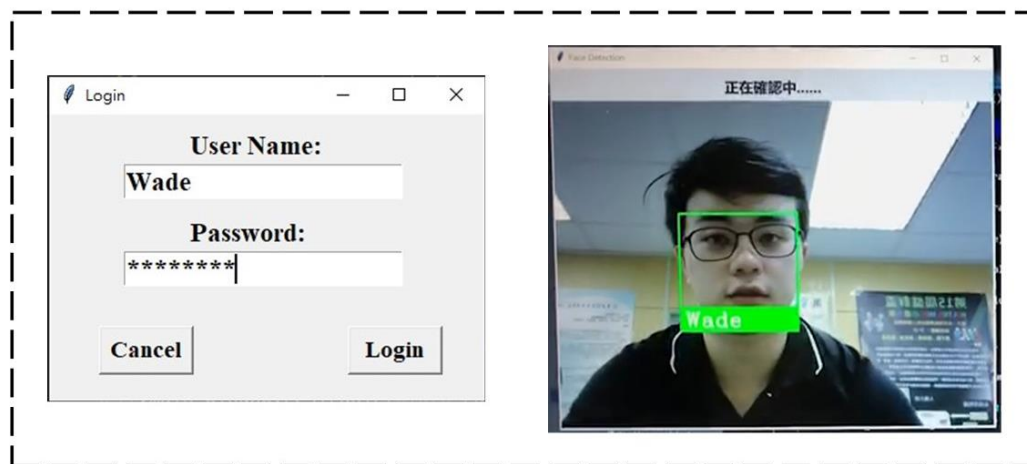 Login
User Name:
Wade
Password:
********
Cancel
Login
Face Detection
正在確認中......
Wade